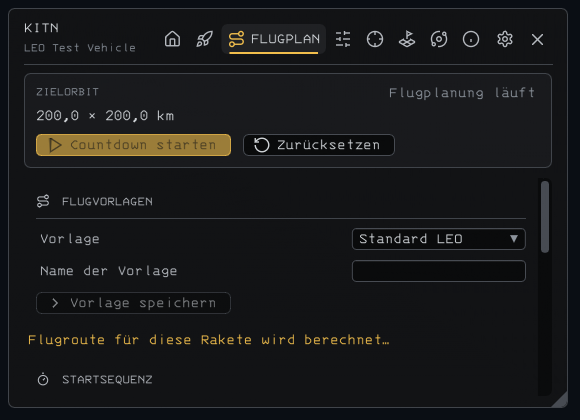 KITN
LEO Test Vehicle
FLUGPLAN
ZIELORBIT
Flugplanung läuft
200,0 × 200,0 km
Countdown starten
Zurücksetzen
FLUGVORLAGEN
Vorlage
Standard LEO
Name der Vorlage
Vorlage speichern
Flugroute für diese Rakete wird berechnet…
STARTSEQUENZ